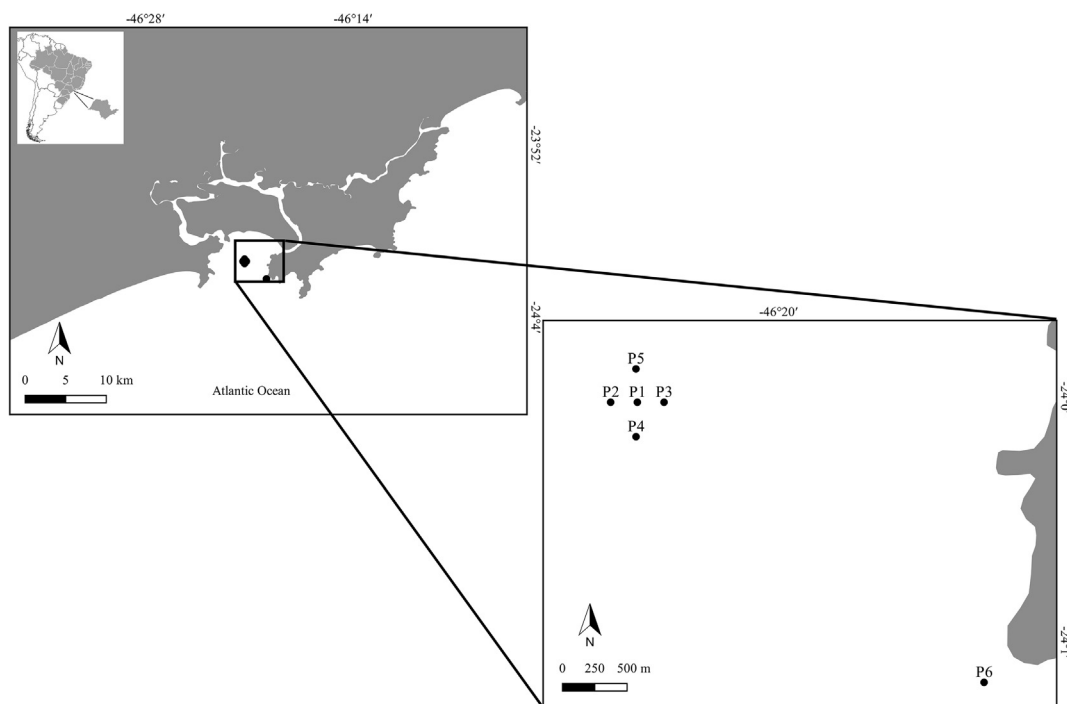 -46°28'
-46°14'
-23°52'
-24°4'
N
0 5 10 km
Atlantic Ocean
-46°20'
P5
P2 P1 P3
P4
-24°0'
N
0 250 500 m
-24°1'
P6